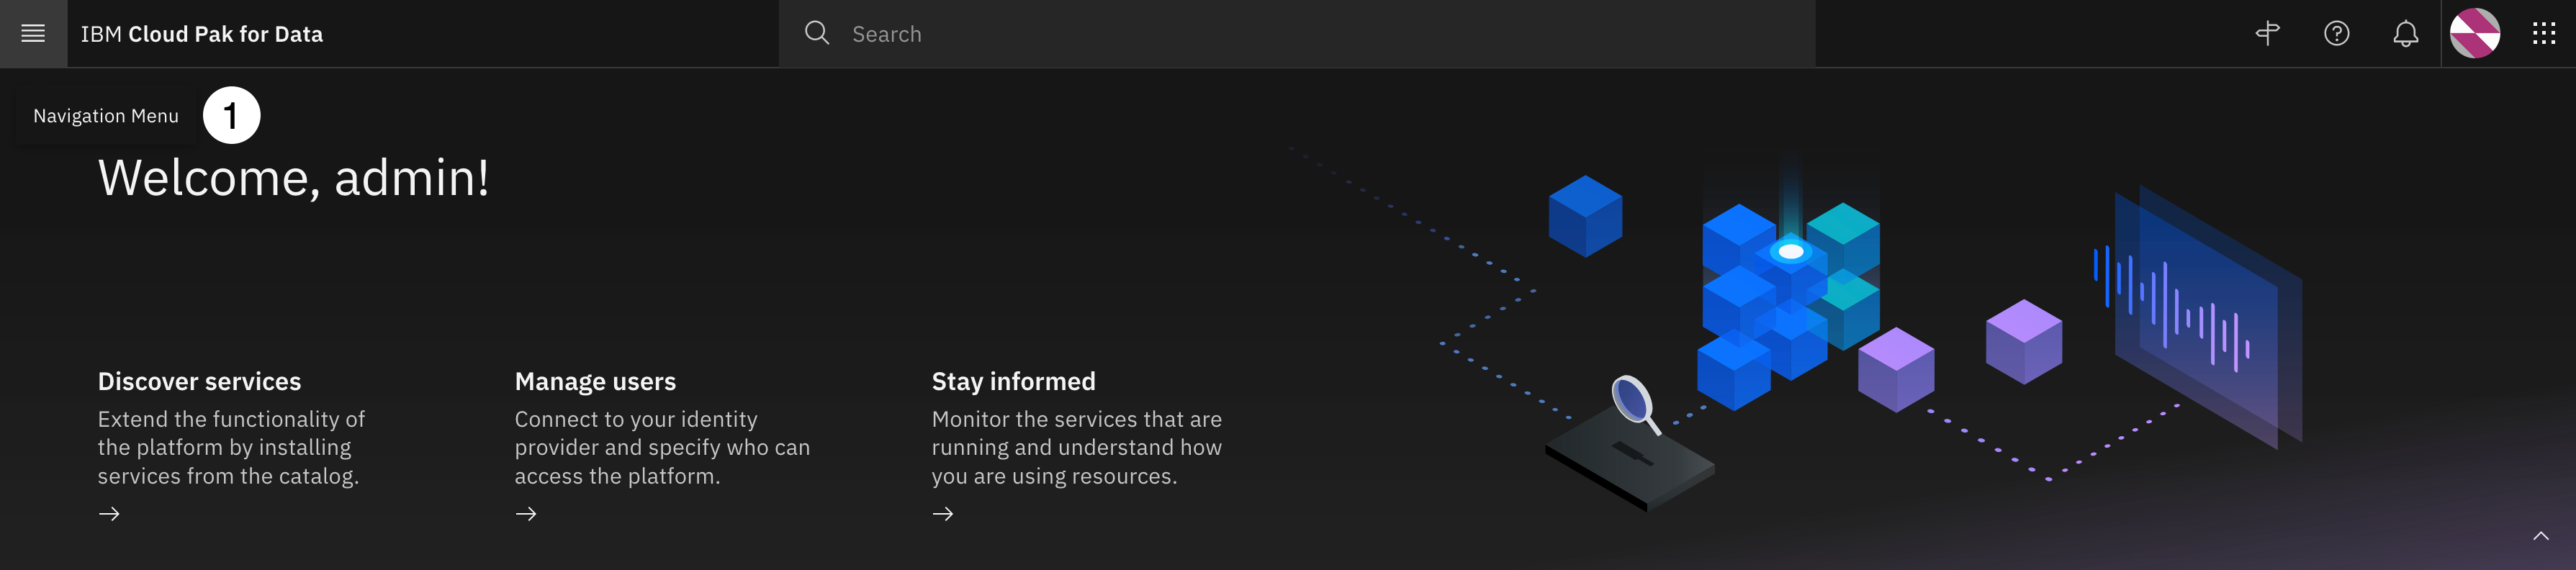 IBM Cloud Pak for Data
Search
Navigation Menu 1
Welcome, admin!
Discover services
Extend the functionality of
the platform by installing
services from the catalog.
Manage users
Connect to your identity
provider and specify who can
access the platform.
Stay informed
Monitor the services that are
running and understand how
you are using resources.